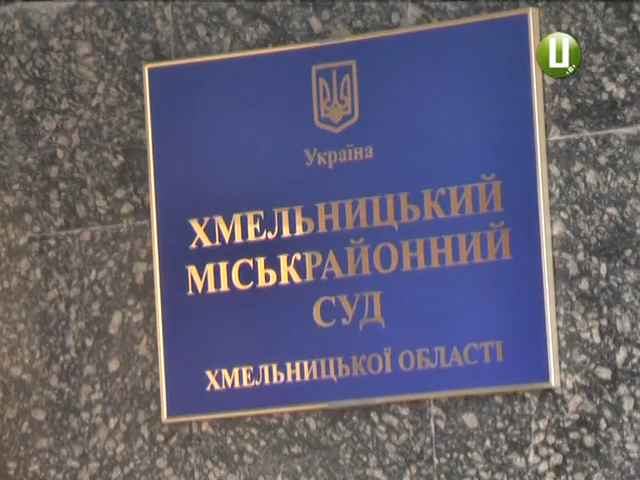 Ц
Україна
ХМЕЛЬНИЦЬКИЙ
МІСЬКРАЙОННИЙ
СУД
ХМЕЛЬНИЦЬКОЇ ОБЛАСТІ